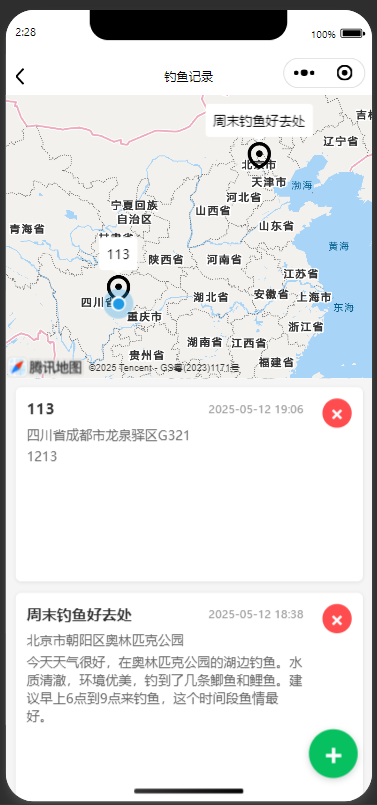 2:28
100%
钓鱼记录
周末钓鱼好去处
吉林
辽宁省
北京市
天津市
渤海
河北省
宁夏回族
自治区
山西省
山东省
青海省
黄海
113
陕西省
河南省
江苏省
四川省
湖北省
安徽省
上海市
重庆市
东海
浙江省
湖南省
江西省
贵州省
福建省
腾讯地图
©2025 Tencent - GS粤(2023)1171号
113
2025-05-12 19:06
四川省成都市龙泉驿区G321
1213
周末钓鱼好去处
2025-05-12 18:38
北京市朝阳区奥林匹克公园
今天天气很好，在奥林匹克公园的湖边钓鱼。水
质清澈，环境优美，钓到了几条鲫鱼和鲤鱼。建
议早上6点到9点来钓鱼，这个时间段鱼情最
好。